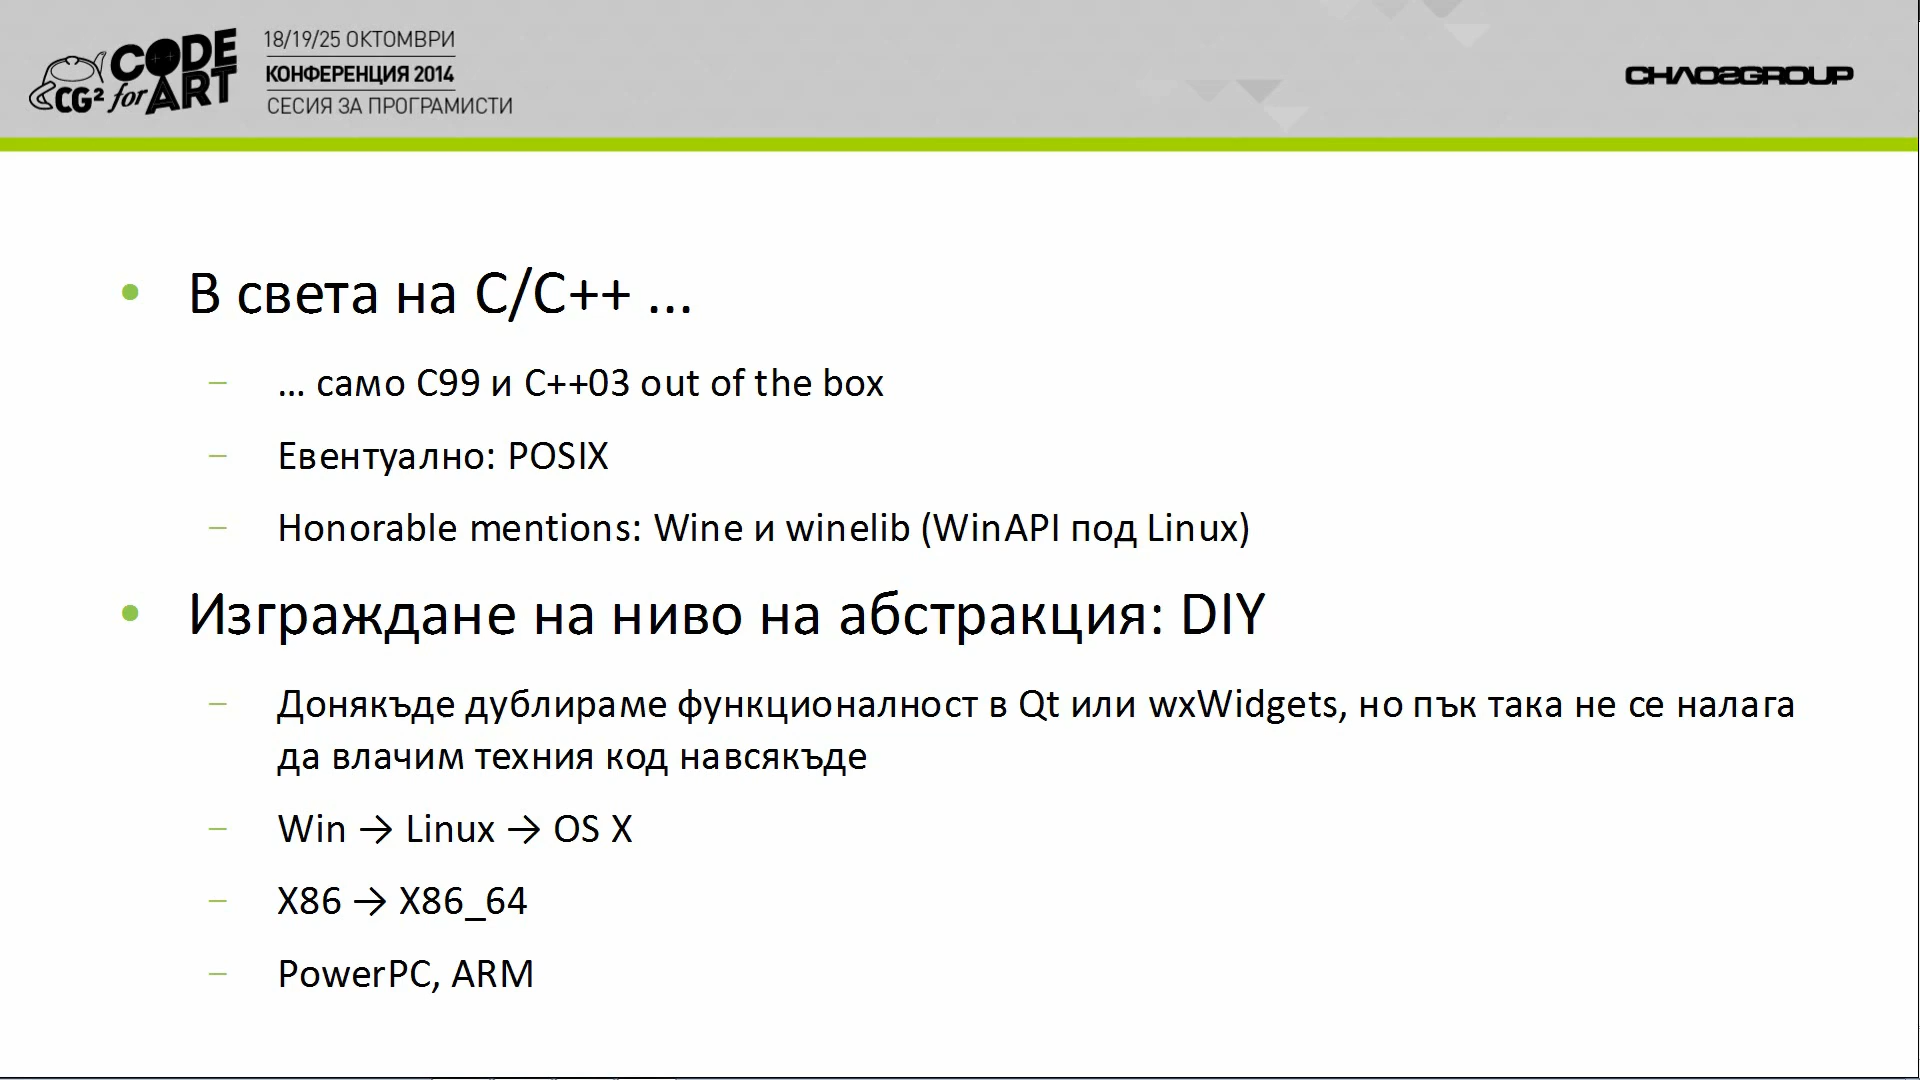 CODE
CG² for ART
18/19/25 ОКТОМВРИ
КОНФЕРЕНЦИЯ 2014
СЕСИЯ ЗА ПРОГРАМИСТИ
CHAOSGROUP
• В света на C/C++ ...
– ... само C99 и C++03 out of the box
– Евентуално: POSIX
– Honorable mentions: Wine и winelib (WinAPI под Linux)
• Изграждане на ниво на абстракция: DIY
– Донякъде дублираме функционалност в Qt или wxWidgets, но пък така не се налага
да влачим техния код навсякъде
– Win → Linux → OS X
– X86 → X86_64
– PowerPC, ARM